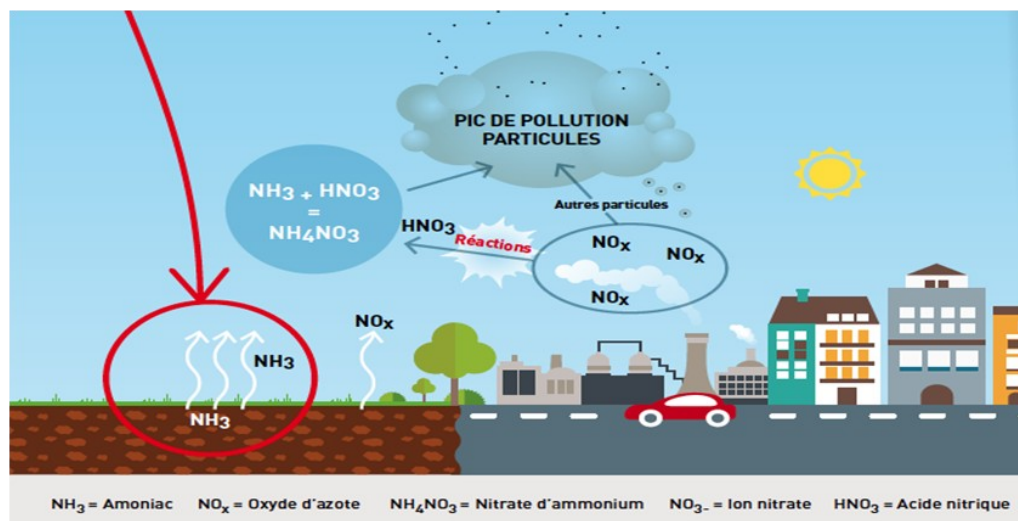 PIC DE POLLUTION
PARTICULES
NH3 + HNO3
=
NH4NO3
HNO3
Réactions
Autres particules
NOx
NOx
NOx
NOx
NH3
NH3
NH3 = Amoniac NOx = Oxyde d'azote NH4NO3 = Nitrate d'ammonium NO3- = Ion nitrate HNO3 = Acide nitrique